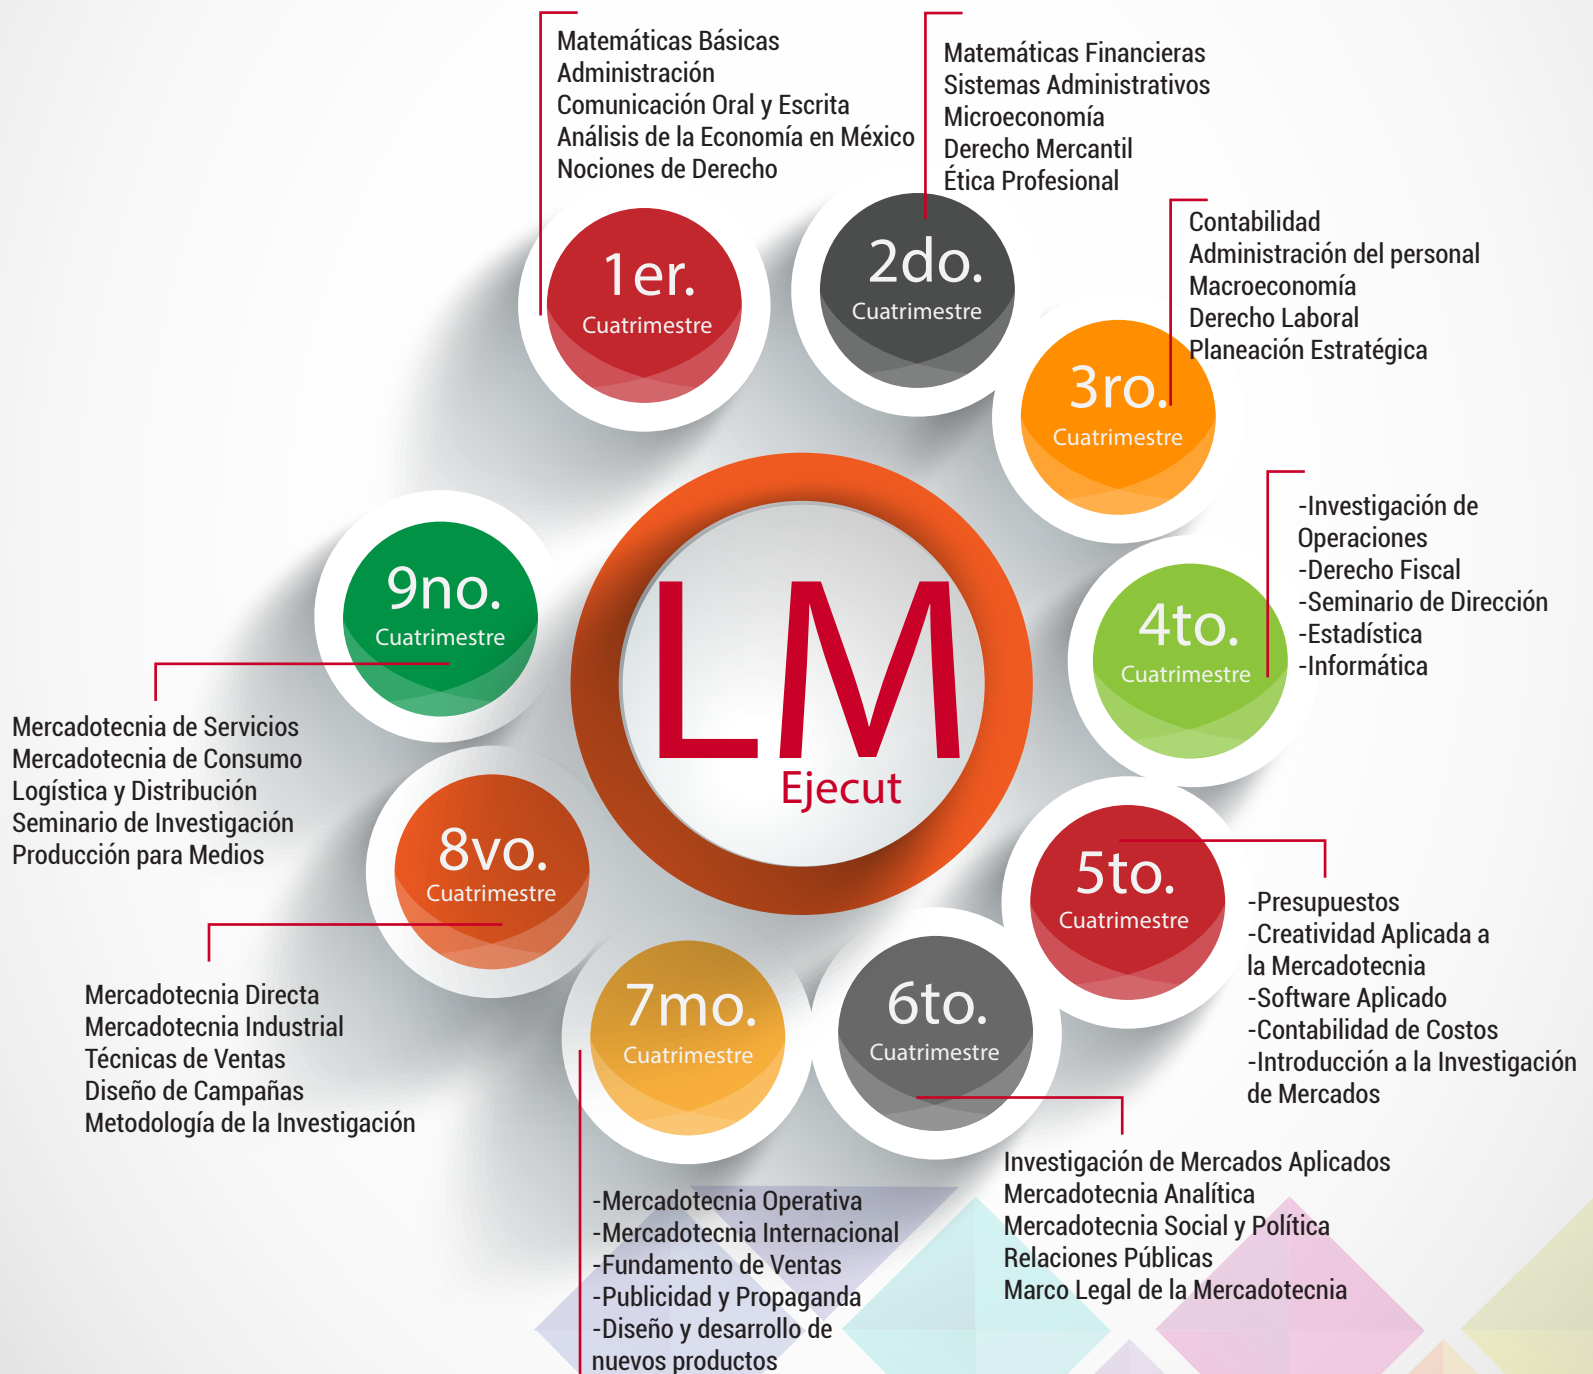 Matemáticas Básicas
Administración
Comunicación Oral y Escrita
Análisis de la Economía en México
Nociones de Derecho
1er.
Cuatrimestre
Matemáticas Financieras
Sistemas Administrativos
Microeconomía
Derecho Mercantil
Ética Profesional
2do.
Cuatrimestre
Contabilidad
Administración del personal
Macroeconomía
Derecho Laboral
Planeación Estratégica
3ro.
Cuatrimestre
-Investigación de
Operaciones
-Derecho Fiscal
-Seminario de Dirección
-Estadística
-Informática
4to.
Cuatrimestre
LM
Ejecut
5to.
Cuatrimestre
-Presupuestos
-Creatividad Aplicada a
la Mercadotecnia
-Software Aplicado
-Contabilidad de Costos
-Introducción a la Investigación
de Mercados
6to.
Cuatrimestre
Investigación de Mercados Aplicados
Mercadotecnia Analítica
Mercadotecnia Social y Política
Relaciones Públicas
Marco Legal de la Mercadotecnia
7mo.
Cuatrimestre
-Mercadotecnia Operativa
-Mercadotecnia Internacional
-Fundamento de Ventas
-Publicidad y Propaganda
-Diseño y desarrollo de
nuevos productos
8vo.
Cuatrimestre
Mercadotecnia Directa
Mercadotecnia Industrial
Técnicas de Ventas
Diseño de Campañas
Metodología de la Investigación
9no.
Cuatrimestre
Mercadotecnia de Servicios
Mercadotecnia de Consumo
Logística y Distribución
Seminario de Investigación
Producción para Medios